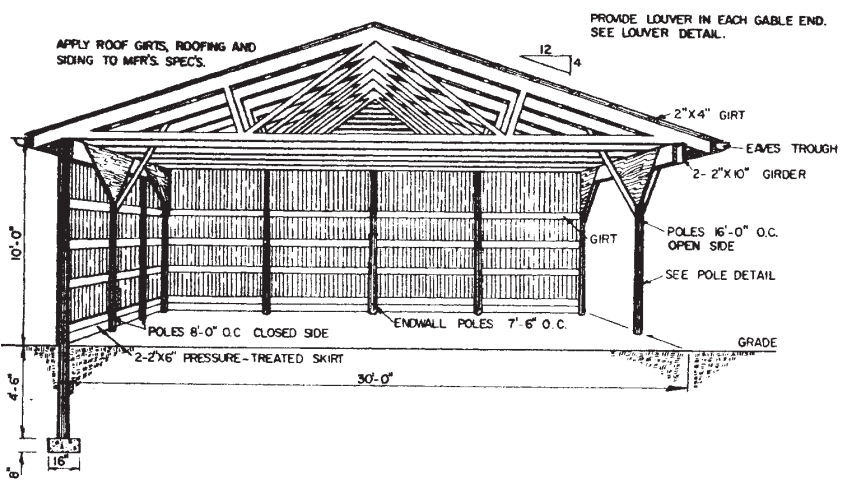 PROVIDE LOUVER IN EACH GABLE END.
SEE LOUVER DETAIL.
APPLY ROOF GIRTS, ROOFING AND
SIDING TO MFR'S. SPEC'S.
12
4
2"X4" GIRT
EAVES TROUGH
2- 2"X10" GIRDER
10'-0"
GIRT
POLES 16'-0" O.C.
OPEN SIDE
SEE POLE DETAIL
POLES 8'-0" O.C CLOSED SIDE
ENDWALL POLES 7'-6" O.C.
GRADE
2-2"X6" PRESSURE-TREATED SKIRT
30'-0"
4'-6"
16"
8"